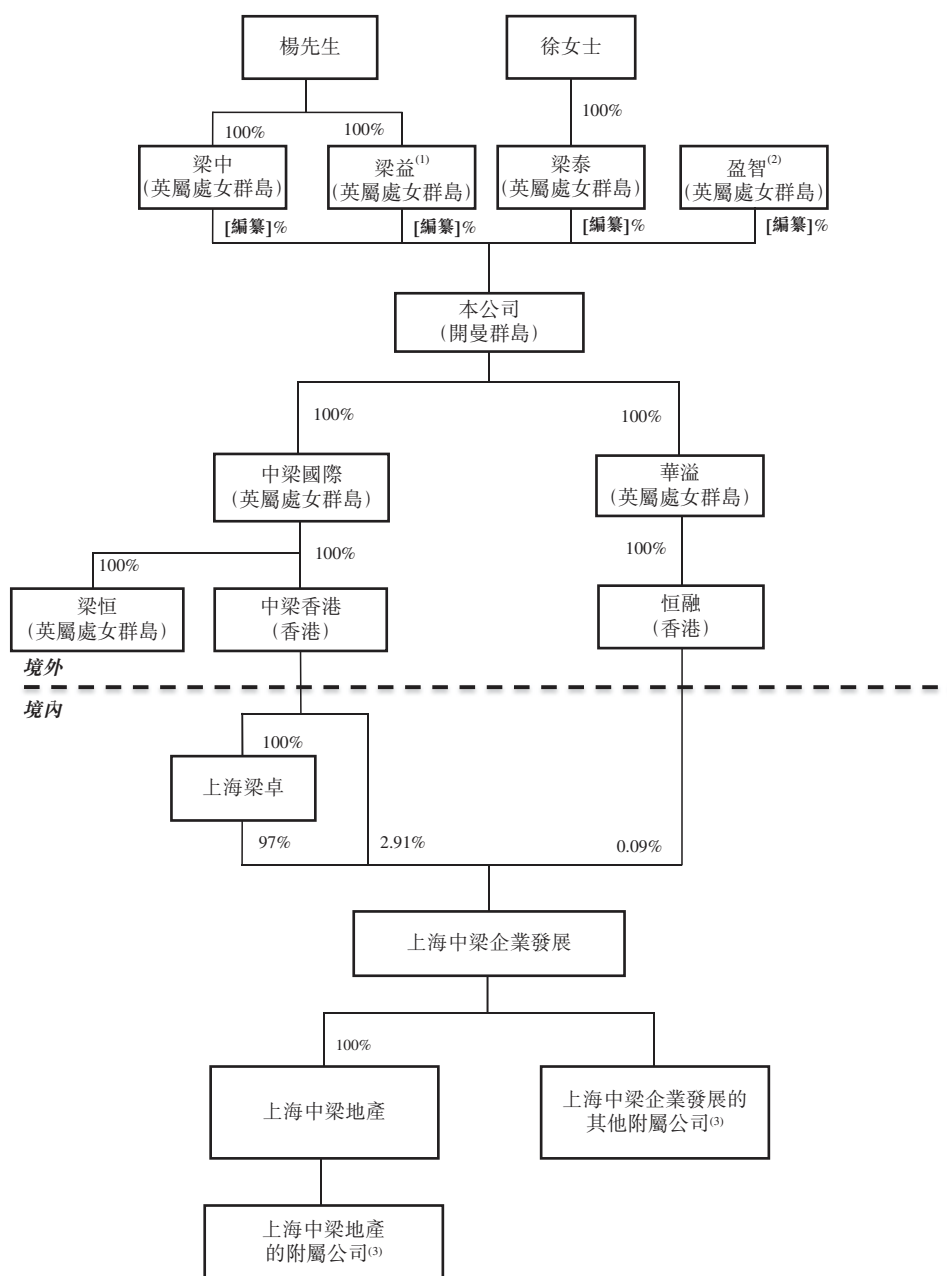 楊先生
徐女士
100%
100%
100%
梁中
(英屬處女群島)
梁益(1)
(英屬處女群島)
梁泰
(英屬處女群島)
盈智(2)
(英屬處女群島)
[編纂]%
[編纂]%
[編纂]%
[編纂]%
本公司
(開曼群島)
100%
100%
中梁國際
(英屬處女群島)
華溢
(英屬處女群島)
100%
100%
100%
梁恒
(英屬處女群島)
中梁香港
(香港)
恒融
(香港)
境外
境內
100%
上海梁卓
97%
2.91%
0.09%
上海中梁企業發展
100%
上海中梁地產
上海中梁企業發展的
其他附屬公司(3)
上海中梁地產
的附屬公司(3)